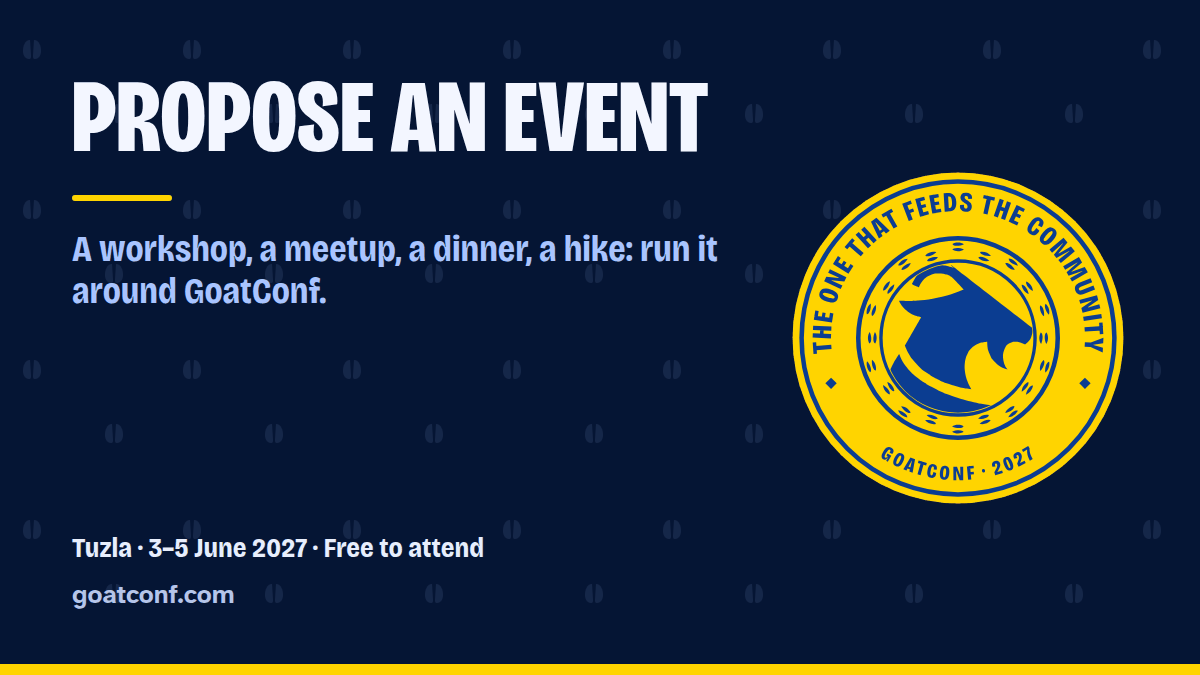 PROPOSE AN EVENT
A workshop, a meetup, a dinner, a hike: run it
around GoatConf.
THE ONE THAT FEEDS THE COMMUNITY
GOATCONF · 2027
Tuzla · 3–5 June 2027 · Free to attend
goatconf.com